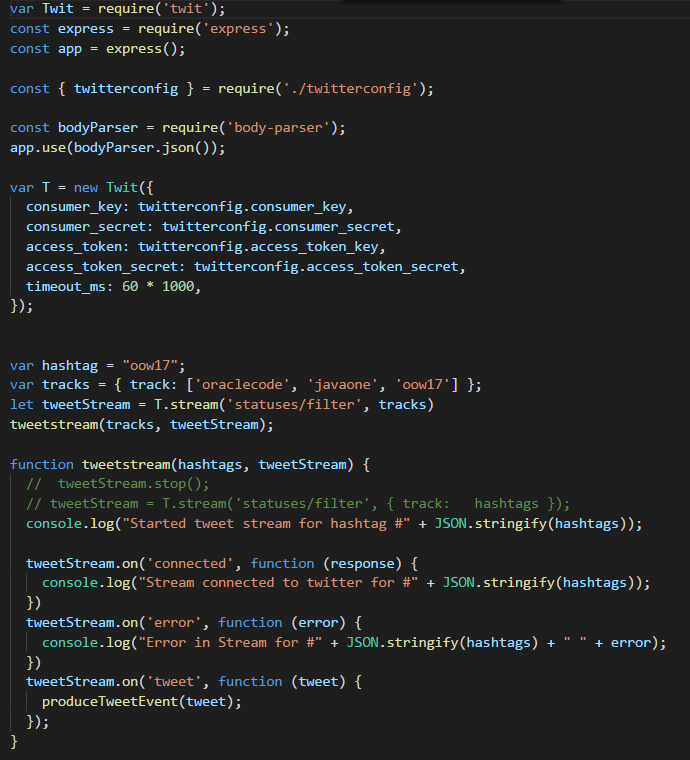 var Twit = require('twit');
const express = require('express');
const app = express();
const { twitterconfig } = require('./twitterconfig');
const bodyParser = require('body-parser');
app.use(bodyParser.json());
var T = new Twit({
  consumer_key: twitterconfig.consumer_key,
  consumer_secret: twitterconfig.consumer_secret,
  access_token: twitterconfig.access_token_key,
  access_token_secret: twitterconfig.access_token_secret,
  timeout_ms: 60 * 1000,
});
var hashtag = "oow17";
var tracks = { track: ['oraclecode', 'javaone', 'oow17'] };
let tweetStream = T.stream('statuses/filter', tracks)
tweetstream(tracks, tweetStream);
function tweetstream(hashtags, tweetStream) {
  //  tweetStream.stop();
  // tweetStream = T.stream('statuses/filter', { track:   hashtags });
  console.log("Started tweet stream for hashtag #" + JSON.stringify(hashtags));
  tweetStream.on('connected', function (response) {
    console.log("Stream connected to twitter for #" + JSON.stringify(hashtags));
  })
  tweetStream.on('error', function (error) {
    console.log("Error in Stream for #" + JSON.stringify(hashtags) + " " + error);
  })
  tweetStream.on('tweet', function (tweet) {
    produceTweetEvent(tweet);
  });
}